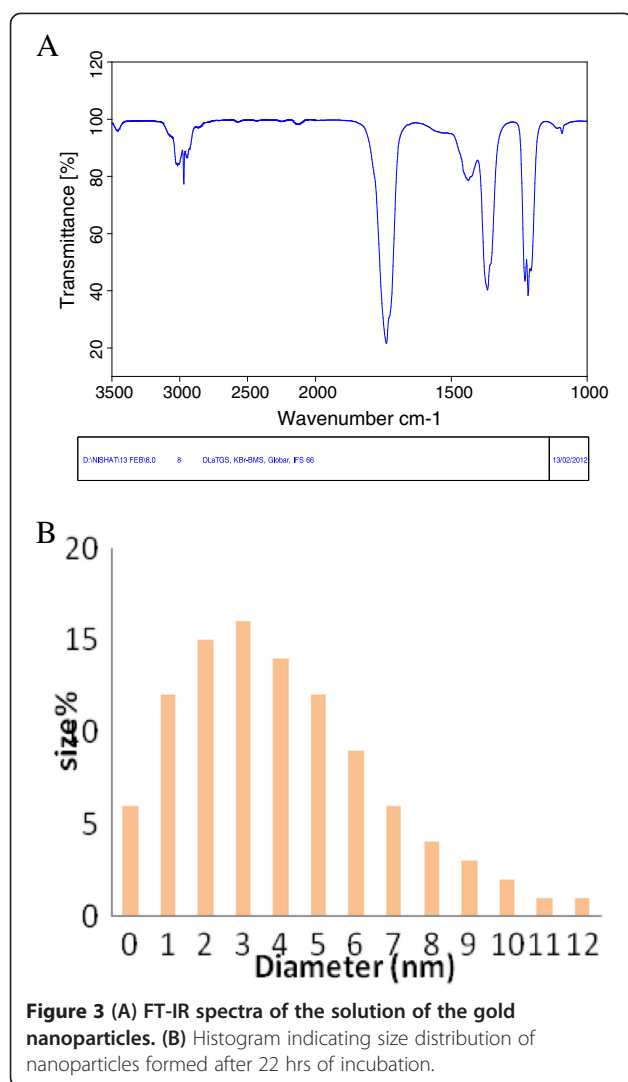 A
120
100
80
60
40
20
Transmittance [%]
3500 3000 2500 2000 1500 1000
Wavenumber cm-1
D:\NISHAT\13 FEB\8.0 8 DLaTGS, KBr-BMS, Globar, IFS 66 13/02/2012
B
20
15
10
5
0
size%
0 1 2 3 4 5 6 7 8 9 10 11 12
Diameter (nm)
Figure 3 (A) FT-IR spectra of the solution of the gold
nanoparticles. (B) Histogram indicating size distribution of
nanoparticles formed after 22 hrs of incubation.